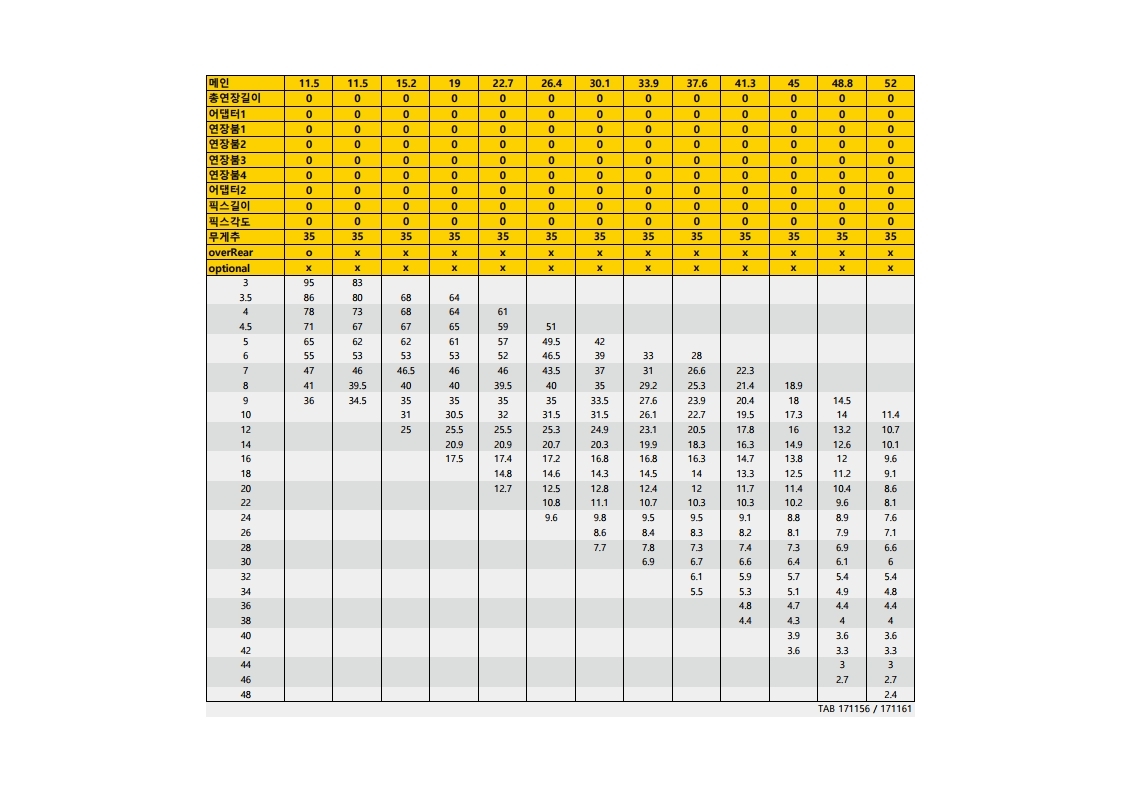 메인 11.5 11.5 15.2 19 22.7 26.4 30.1 33.9 37.6 41.3 45 48.8 52
총연장길이 0 0 0 0 0 0 0 0 0 0 0 0 0
어댑터1 0 0 0 0 0 0 0 0 0 0 0 0 0
연장붐1 0 0 0 0 0 0 0 0 0 0 0 0 0
연장붐2 0 0 0 0 0 0 0 0 0 0 0 0 0
연장붐3 0 0 0 0 0 0 0 0 0 0 0 0 0
연장붐4 0 0 0 0 0 0 0 0 0 0 0 0 0
어댑터2 0 0 0 0 0 0 0 0 0 0 0 0 0
픽스길이 0 0 0 0 0 0 0 0 0 0 0 0 0
픽스각도 0 0 0 0 0 0 0 0 0 0 0 0 0
무게추 35 35 35 35 35 35 35 35 35 35 35 35 35
overRear o x x x x x x x x x x x x
optional x x x x x x x x x x x x x
3 95 83
3.5 86 80 68 64
4 78 73 68 64 61
4.5 71 67 67 65 59 51
5 65 62 62 61 57 49.5 42
6 55 53 53 53 52 46.5 39 33 28
7 47 46 46.5 46 46 43.5 37 31 26.6 22.3
8 41 39.5 40 40 39.5 40 35 29.2 25.3 21.4 18.9
9 36 34.5 35 35 35 35 33.5 27.6 23.9 20.4 18 14.5
10 31 30.5 32 31.5 31.5 26.1 22.7 19.5 17.3 14 11.4
12 25 25.5 25.5 25.3 24.9 23.1 20.5 17.8 16 13.2 10.7
14 20.9 20.9 20.7 20.3 19.9 18.3 16.3 14.9 12.6 10.1
16 17.5 17.4 17.2 16.8 16.8 16.3 14.7 13.8 12 9.6
18 14.8 14.6 14.3 14.5 14 13.3 12.5 11.2 9.1
20 12.7 12.5 12.8 12.4 12 11.7 11.4 10.4 8.6
22 10.8 11.1 10.7 10.3 10.3 10.2 9.6 8.1
24 9.6 9.8 9.5 9.5 9.1 8.8 8.9 7.6
26 8.6 8.4 8.3 8.2 8.1 7.9 7.1
28 7.7 7.8 7.3 7.4 7.3 6.9 6.6
30 6.9 6.7 6.6 6.4 6.1 6
32 6.1 5.9 5.7 5.4 5.4
34 5.5 5.3 5.1 4.9 4.8
36 4.8 4.7 4.4 4.4
38 4.4 4.3 4 4
40 3.9 3.6 3.6
42 3.6 3.3 3.3
44 3 3
46 2.7 2.7
48 2.4
TAB 171156 / 171161